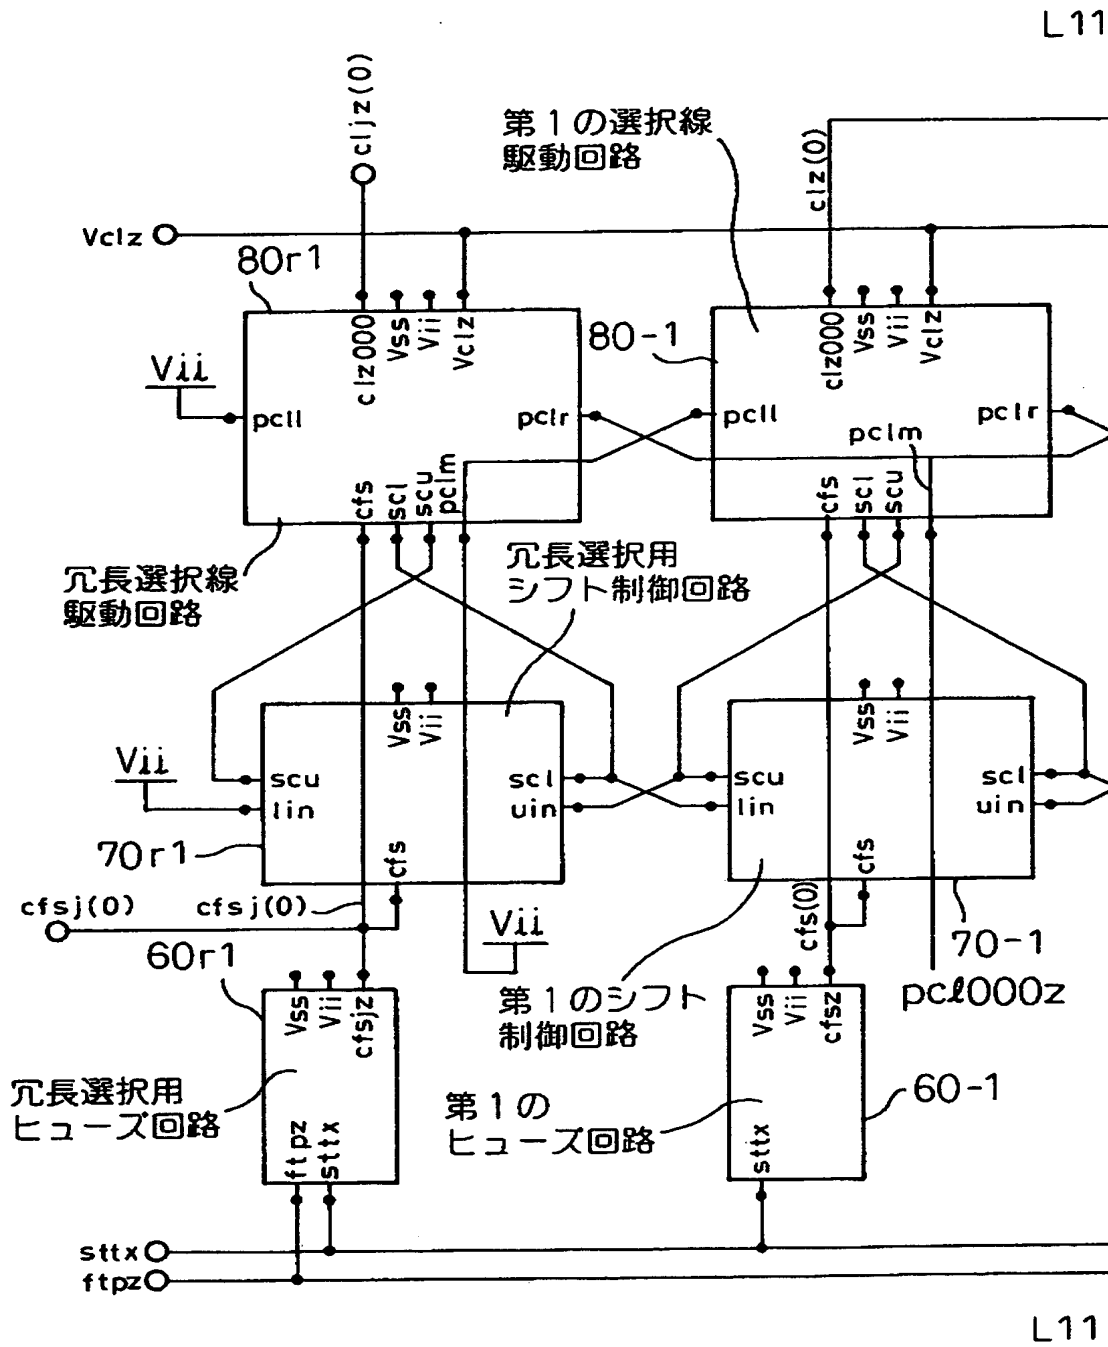 L11
cljz(0)
第1の選択線
駆動回路
clz(0)
Vclz
80r1
clz000
Vss
Vii
Vclz
80-1
clz000
Vss
Vii
Vclz
Vii
pcll
pclr
pcll
pclr
pclm
cfs
scl
scu
pclm
cfs
scl
scu
冗長選択線
駆動回路
冗長選択用
シフト制御回路
Vss
Vii
Vss
Vii
Vii
scu
lin
scl
uin
scu
lin
scl
uin
70r1
cfs
cfs
cfsj(0)
cfsj(0)
Vii
cfs(0)
70-1
60r1
Vss
Vii
cfsjz
第1のシフト
制御回路
Vss
Vii
cfsz
pcl000z
冗長選択用
ヒューズ回路
第1の
ヒューズ回路
60-1
ftpz
sttx
sttx
sttx
ftpz
L11